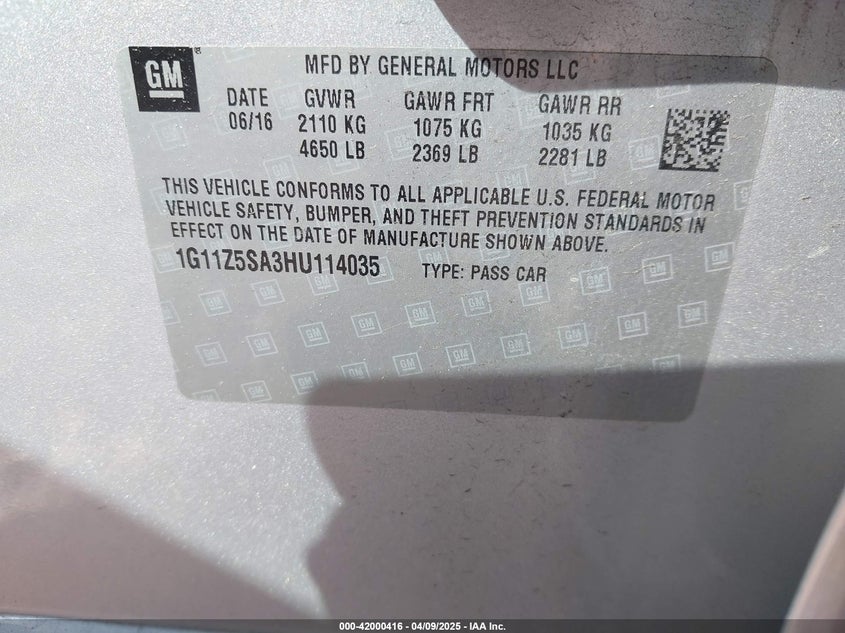 GM
MFD BY GENERAL MOTORS LLC
DATE GVWR GAWR FRT GAWR RR
06/16 2110 KG 1075 KG 1035 KG
4650 LB 2369 LB 2281 LB
THIS VEHICLE CONFORMS TO ALL APPLICABLE U.S. FEDERAL MOTOR
VEHICLE SAFETY, BUMPER, AND THEFT PREVENTION STANDARDS IN
EFFECT ON THE DATE OF MANUFACTURE SHOWN ABOVE.
1G11Z5SA3HU114035 TYPE: PASS CAR
000-42000416 - 04/09/2025 - IAA Inc.